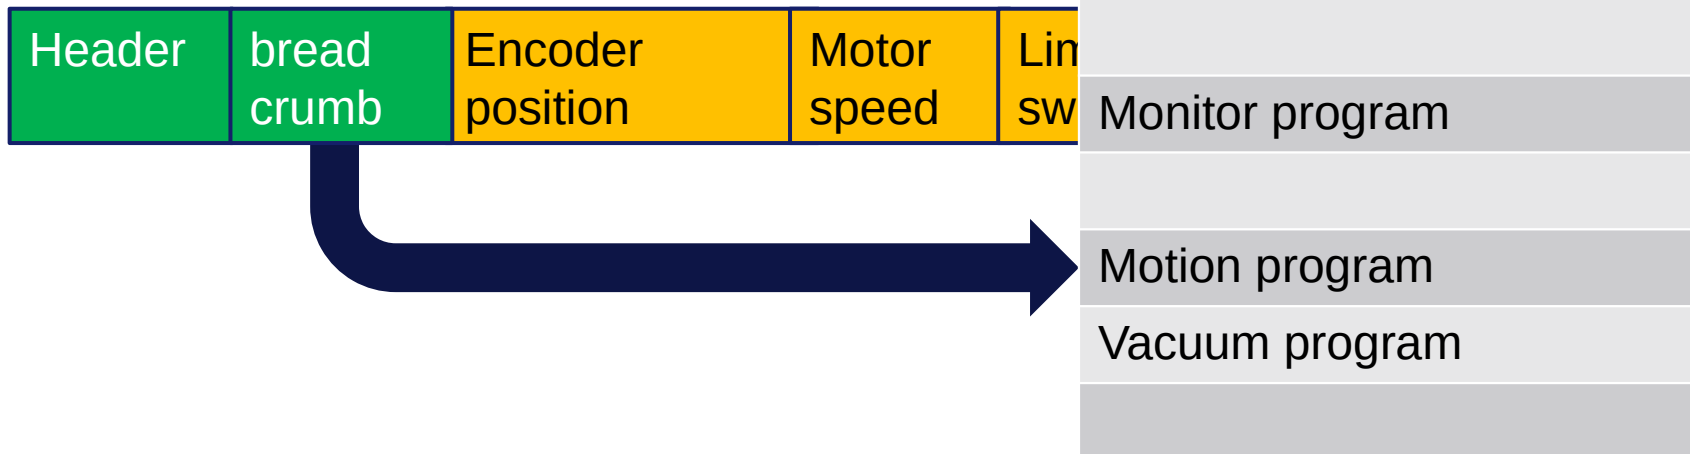 Header
bread
crumb
Encoder
position
Motor
speed
Monitor program
Motion program
Vacuum program